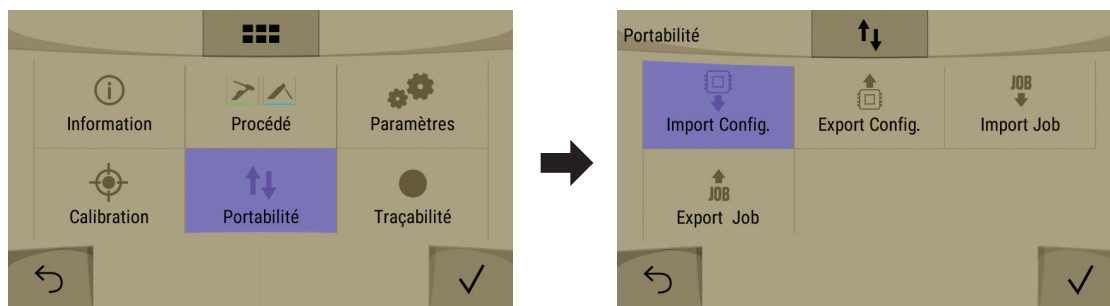 Information
Procédé
Paramètres
Calibration
Portabilité
Traçabilité
Portabilité
JOB
Import Config.
Export Config.
Import Job
JOB
Export Job